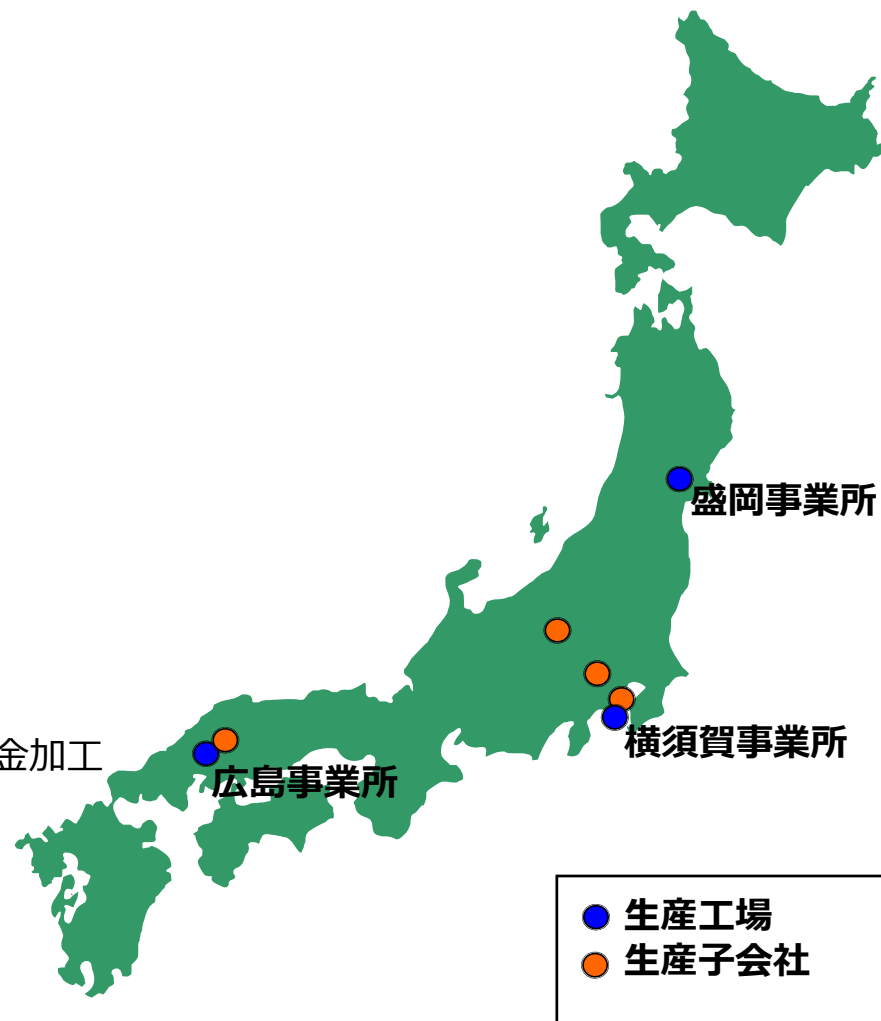 盛岡事業所
横須賀事業所
金加工
広島事業所
生産工場
生産子会社